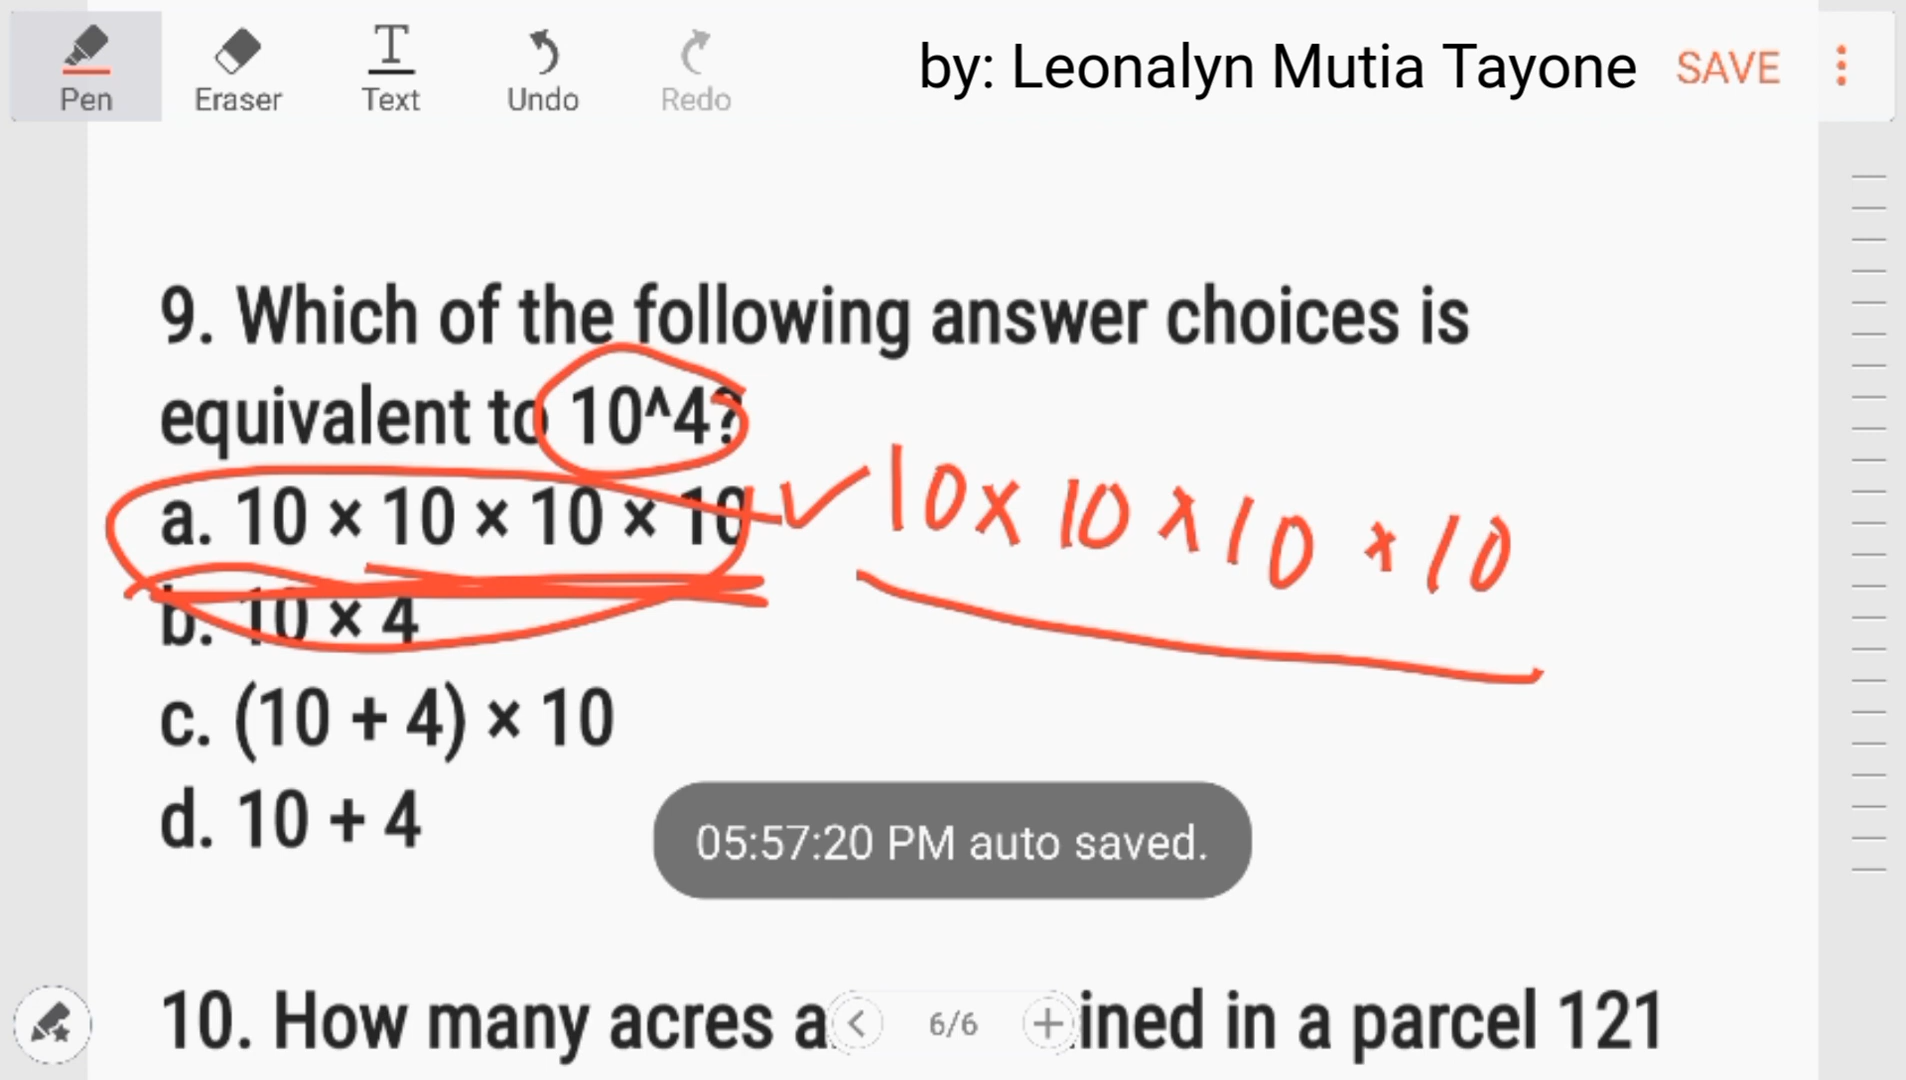 Pen Eraser Text Undo Redo by: Leonalyn Mutia Tayone SAVE
9. Which of the following answer choices is
equivalent to 10^4?
a. 10 × 10 × 10 × 10
10 x 10 x 10 x 10
b. 10 × 4
c. (10 + 4) × 10
d. 10 + 4
05:57:20 PM auto saved.
10. How many acres a ined in a parcel 121
6/6